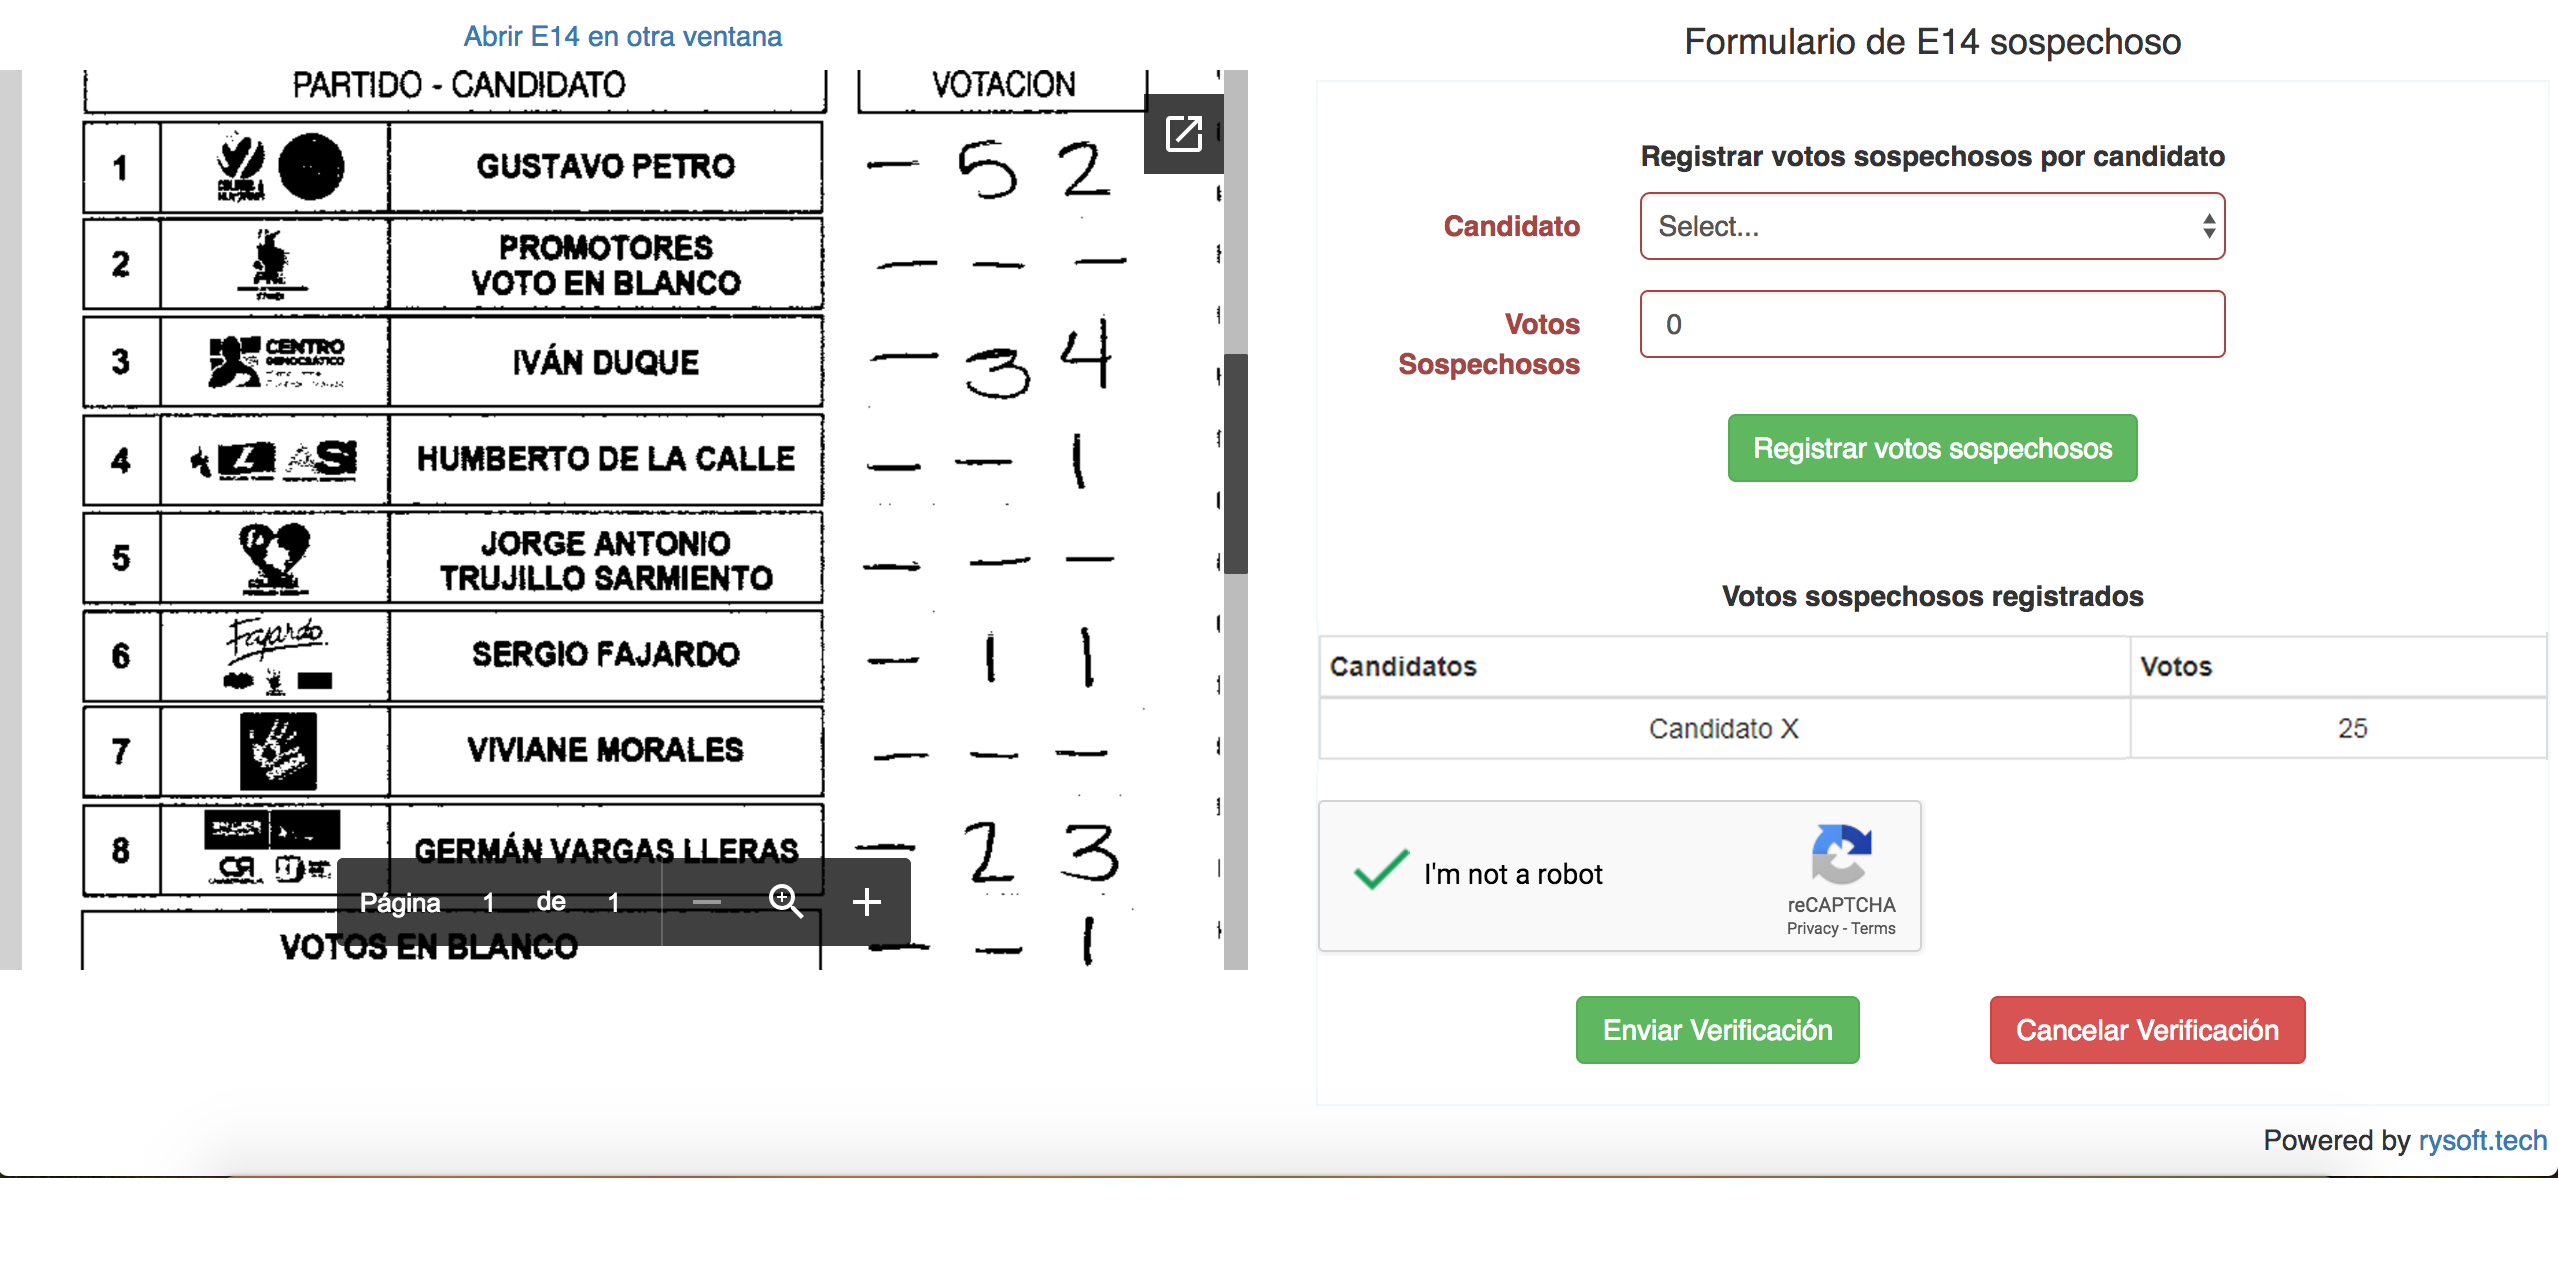 Abrir E14 en otra ventana
PARTIDO - CANDIDATO VOTACION
1 GUSTAVO PETRO - 5 2
2 PROMOTORES
VOTO EN BLANCO - - -
3 CENTRO
DEMOCRÁTICO IVÁN DUQUE - 3 4
4 HUMBERTO DE LA CALLE - - 1
5 JORGE ANTONIO
TRUJILLO SARMIENTO - - -
6 Fajardo SERGIO FAJARDO - 1 1
7 VIVIANE MORALES - - -
8 GERMÁN VARGAS LLERAS - 2 3
Página 1 de 1
VOTOS EN BLANCO - - 1
Formulario de E14 sospechoso
Registrar votos sospechosos por candidato
Candidato Select...
Votos
Sospechosos 0
Registrar votos sospechosos
Votos sospechosos registrados
Candidatos Votos
Candidato X 25
I'm not a robot
reCAPTCHA
Privacy - Terms
Enviar Verificación Cancelar Verificación
Powered by rysoft.tech